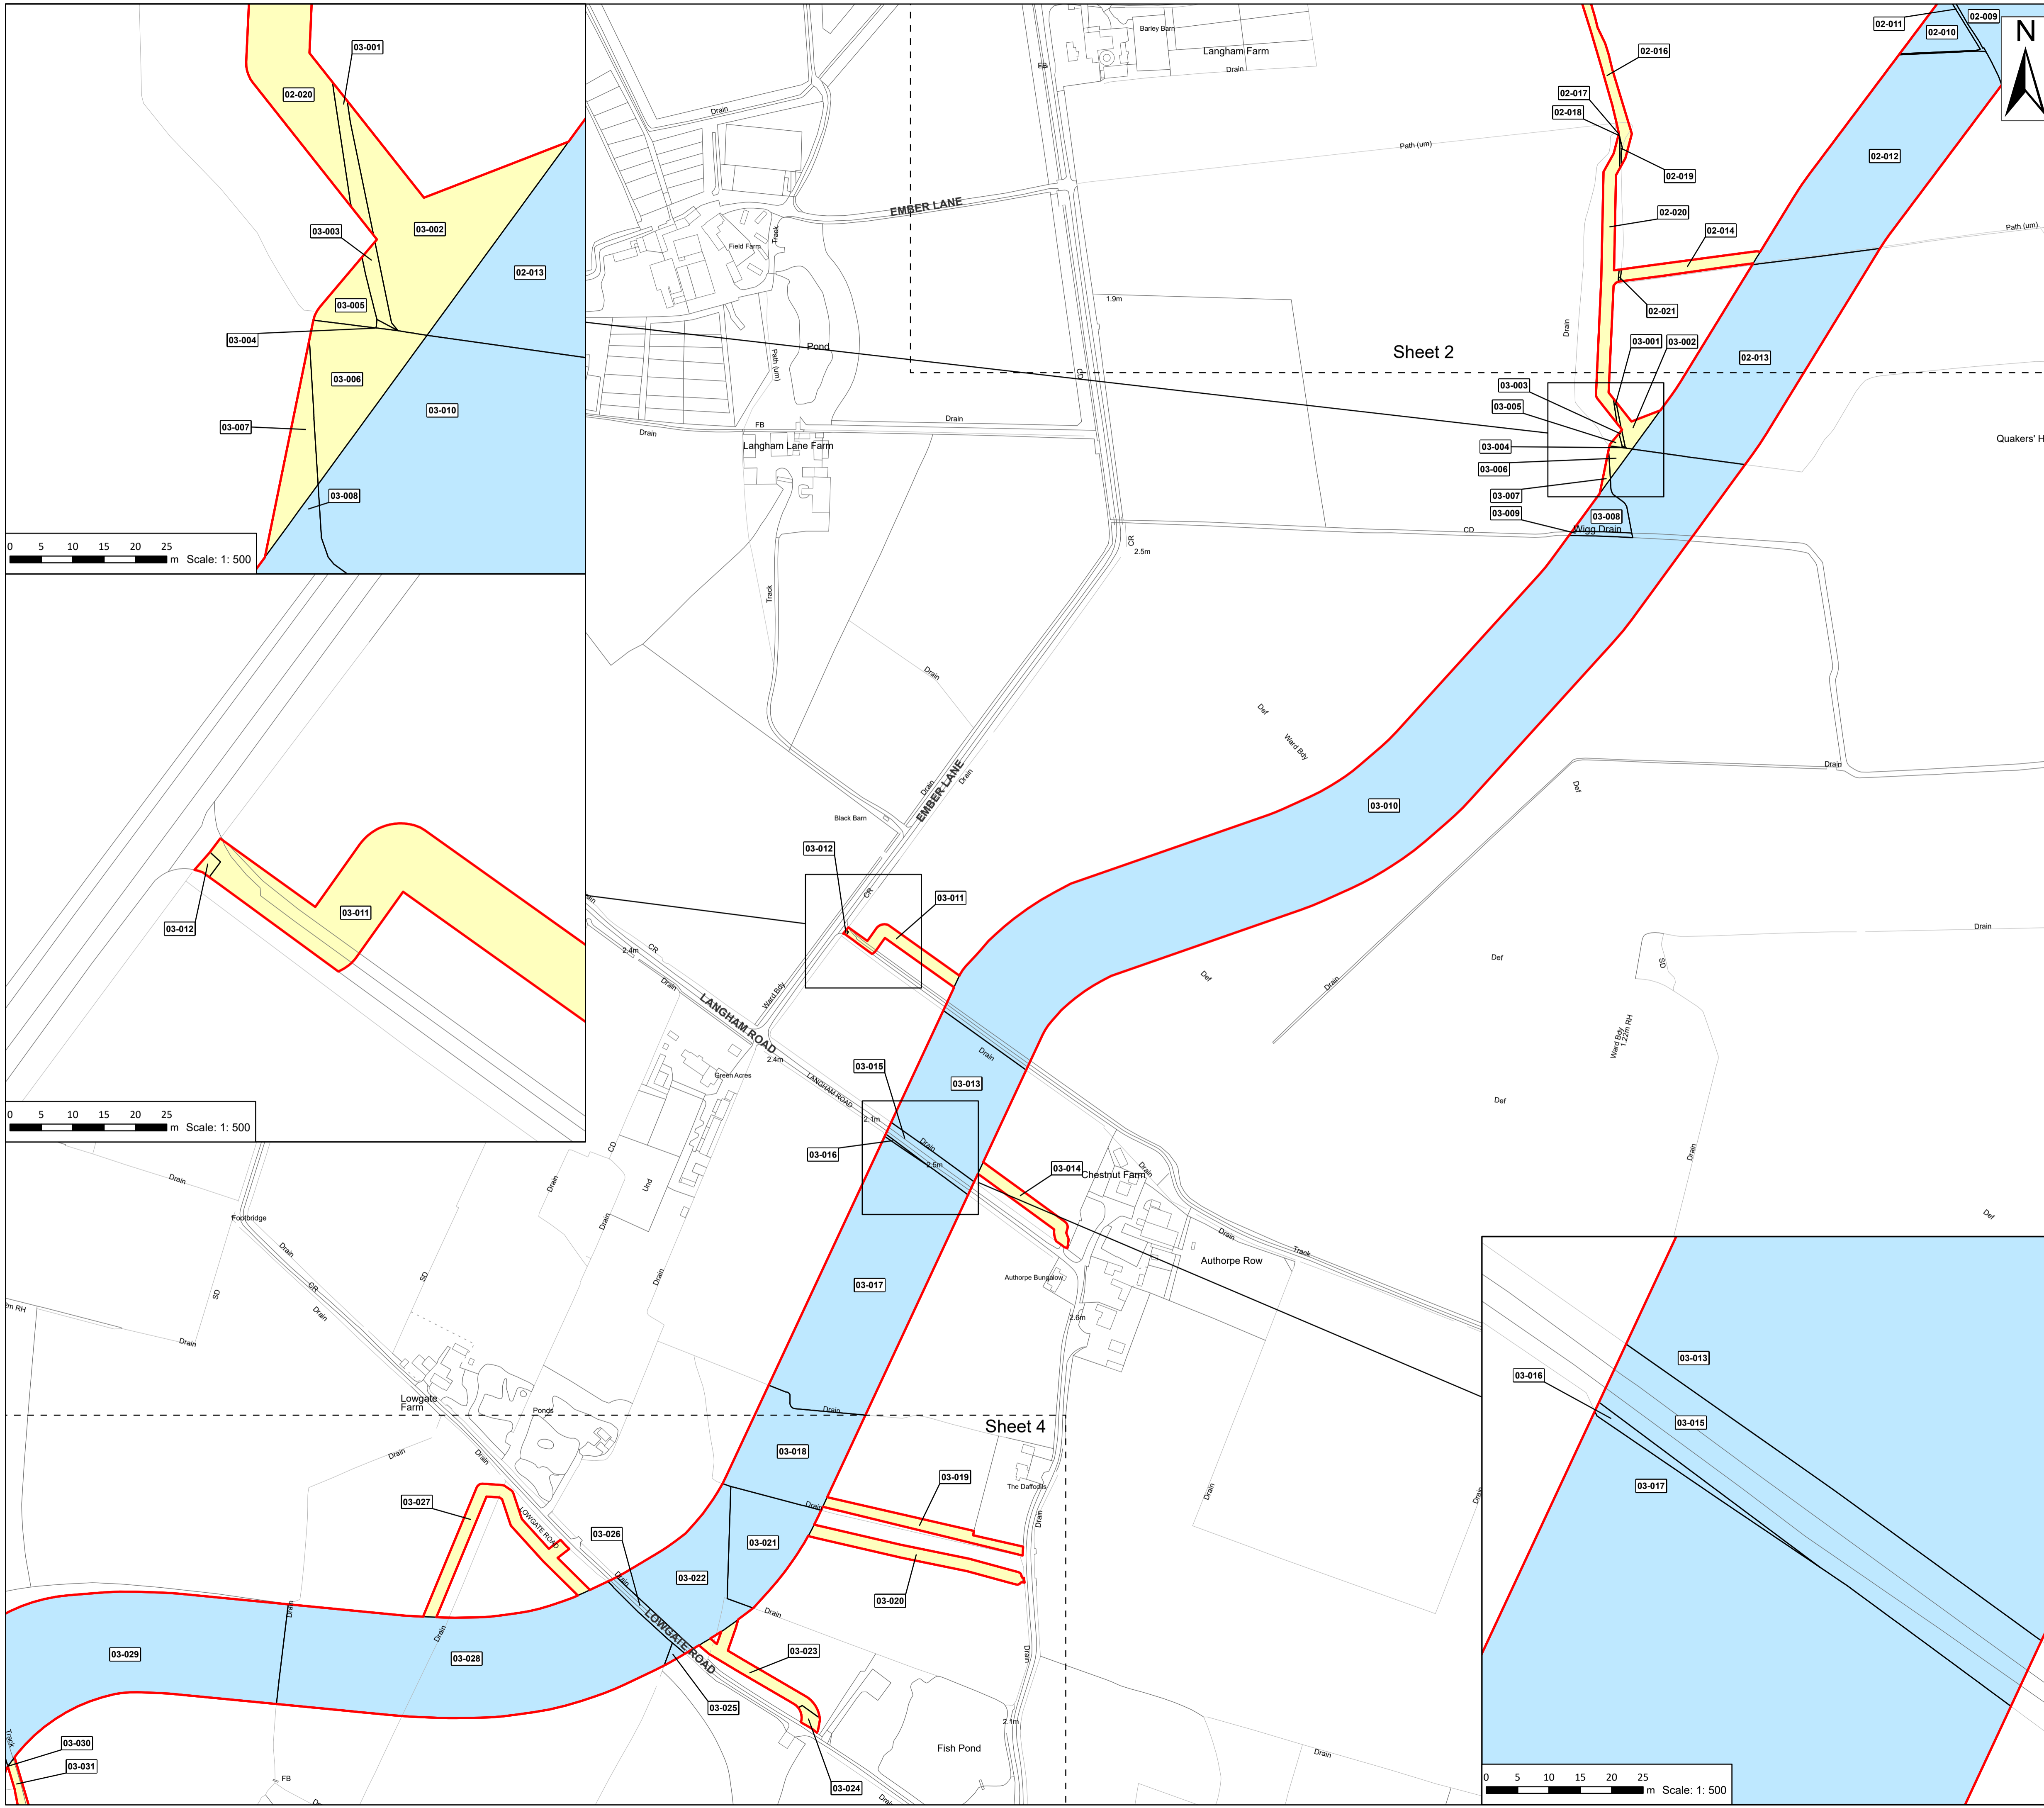 03-001
02-020
03-002
03-003
02-013
03-005
03-004
03-006
03-010
03-007
03-008
0 5 10 15 20 25
m Scale: 1: 500
03-011
03-012
0 5 10 15 20 25
m Scale: 1: 500
Barley Barn
Langham Farm
Drain
FB
Drain
EMBER LANE
Path (um)
Field Farm
Track
Pond
Path (um)
1.9m
CD
Sheet 2
Drain
02-016
02-017
02-018
02-019
02-020
02-014
02-021
02-011
02-010
02-009
N
02-012
Path (um)
02-013
03-001
03-002
03-003
03-005
03-004
03-006
03-007
03-009
03-008
Wigg Drain
CD
Quakers' H
Drain
FB
Drain
Langham Lane Farm
CR
2.5m
Track
Drain
Def
Ward Bdy
Drain
Def
Drain
EMBER LANE
Drain
Black Barn
03-010
03-012
CR
03-011
CR
2.4m
Drain
LANGHAM ROAD
Ward Bdy
2.4m
Def
Drain
Def
SD
Drain
Ward Bdy
1.22m RH
Def
Drain
Green Acres
LANGHAM ROAD
03-015
Drain
03-013
2.1m
Drain
03-016
2.5m
03-014
Chestnut Farm
Drain
Def
CD
Und
Drain
Drain
Drain
Footbridge
Drain
CR
Drain
SD
SD
Drain
m RH
Drain
03-017
Authorpe Bungalow
Authorpe Row
Drain
Track
2.6m
Lowgate
Farm
Ponds
Drain
Drain
Drain
Sheet 4
03-018
03-019
The Daffodils
Drain
Drain
Drain
Drain
03-027
LOWGATE ROAD
03-026
03-021
03-022
03-020
Drain
Drain
LOWGATE ROAD
Drain
Drain
Drain
03-029
03-028
03-023
03-025
03-024
2.1m
Fish Pond
Drain
Drain
Track
03-030
03-031
FB
03-013
03-016
03-015
03-017
0 5 10 15 20 25
m Scale: 1: 500